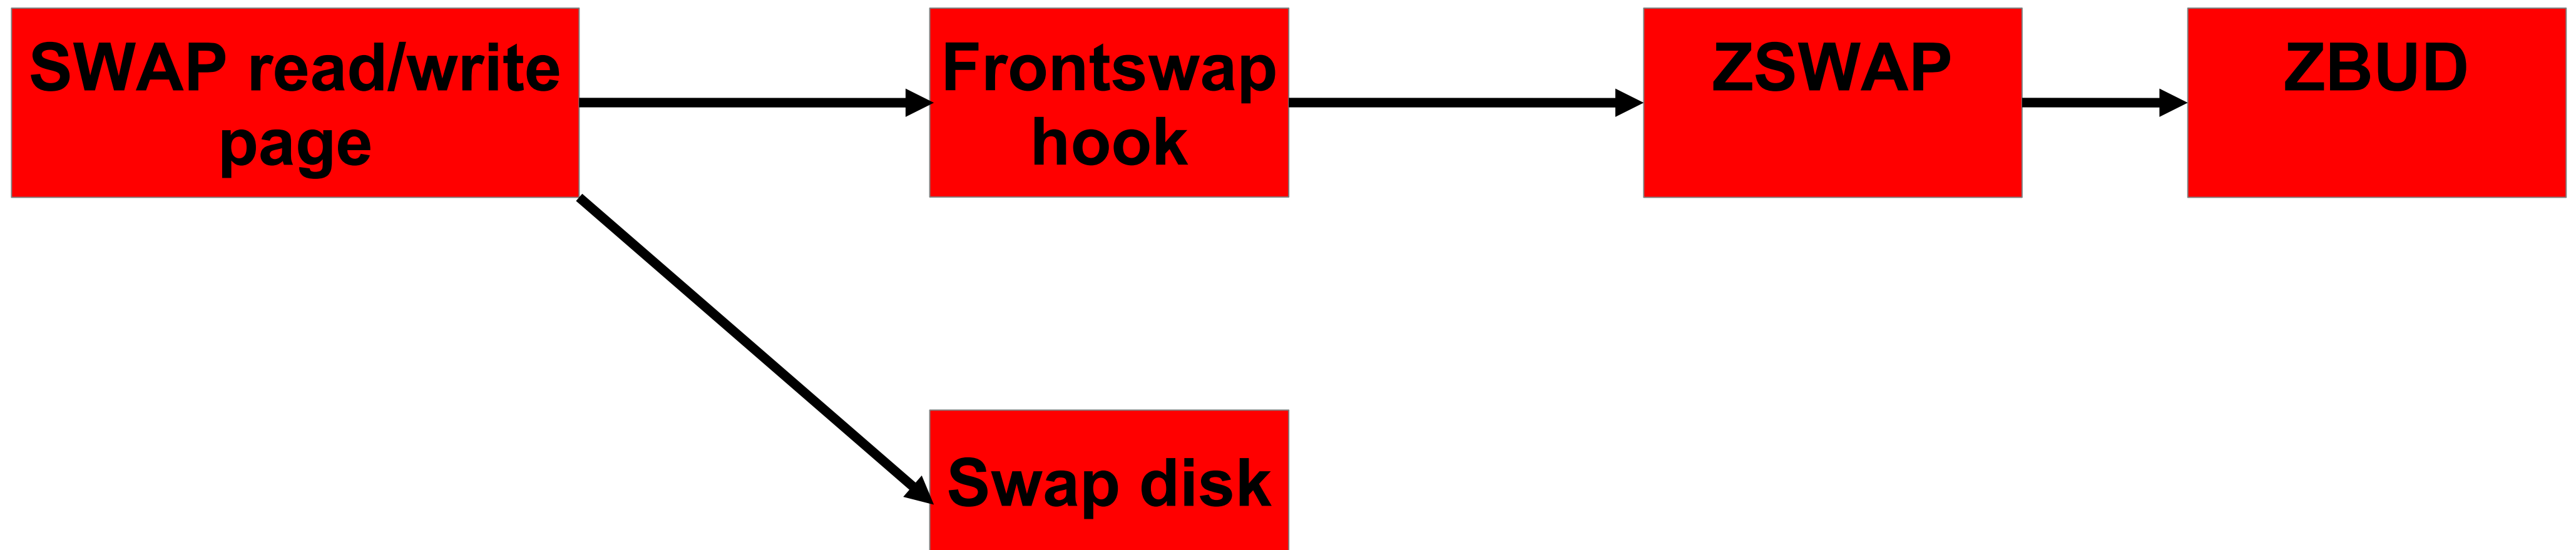 SWAP read/write
page
Frontswap
hook
ZSWAP
ZBUD
Swap disk